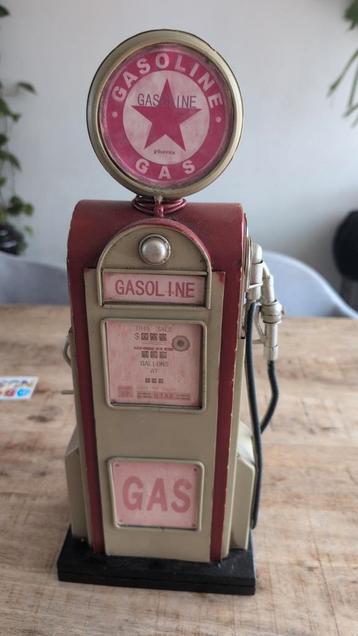 GASOLINE
GASOLINE
GAS
GASOLINE
THIS SALE
$
GALLONS
AT
GAS